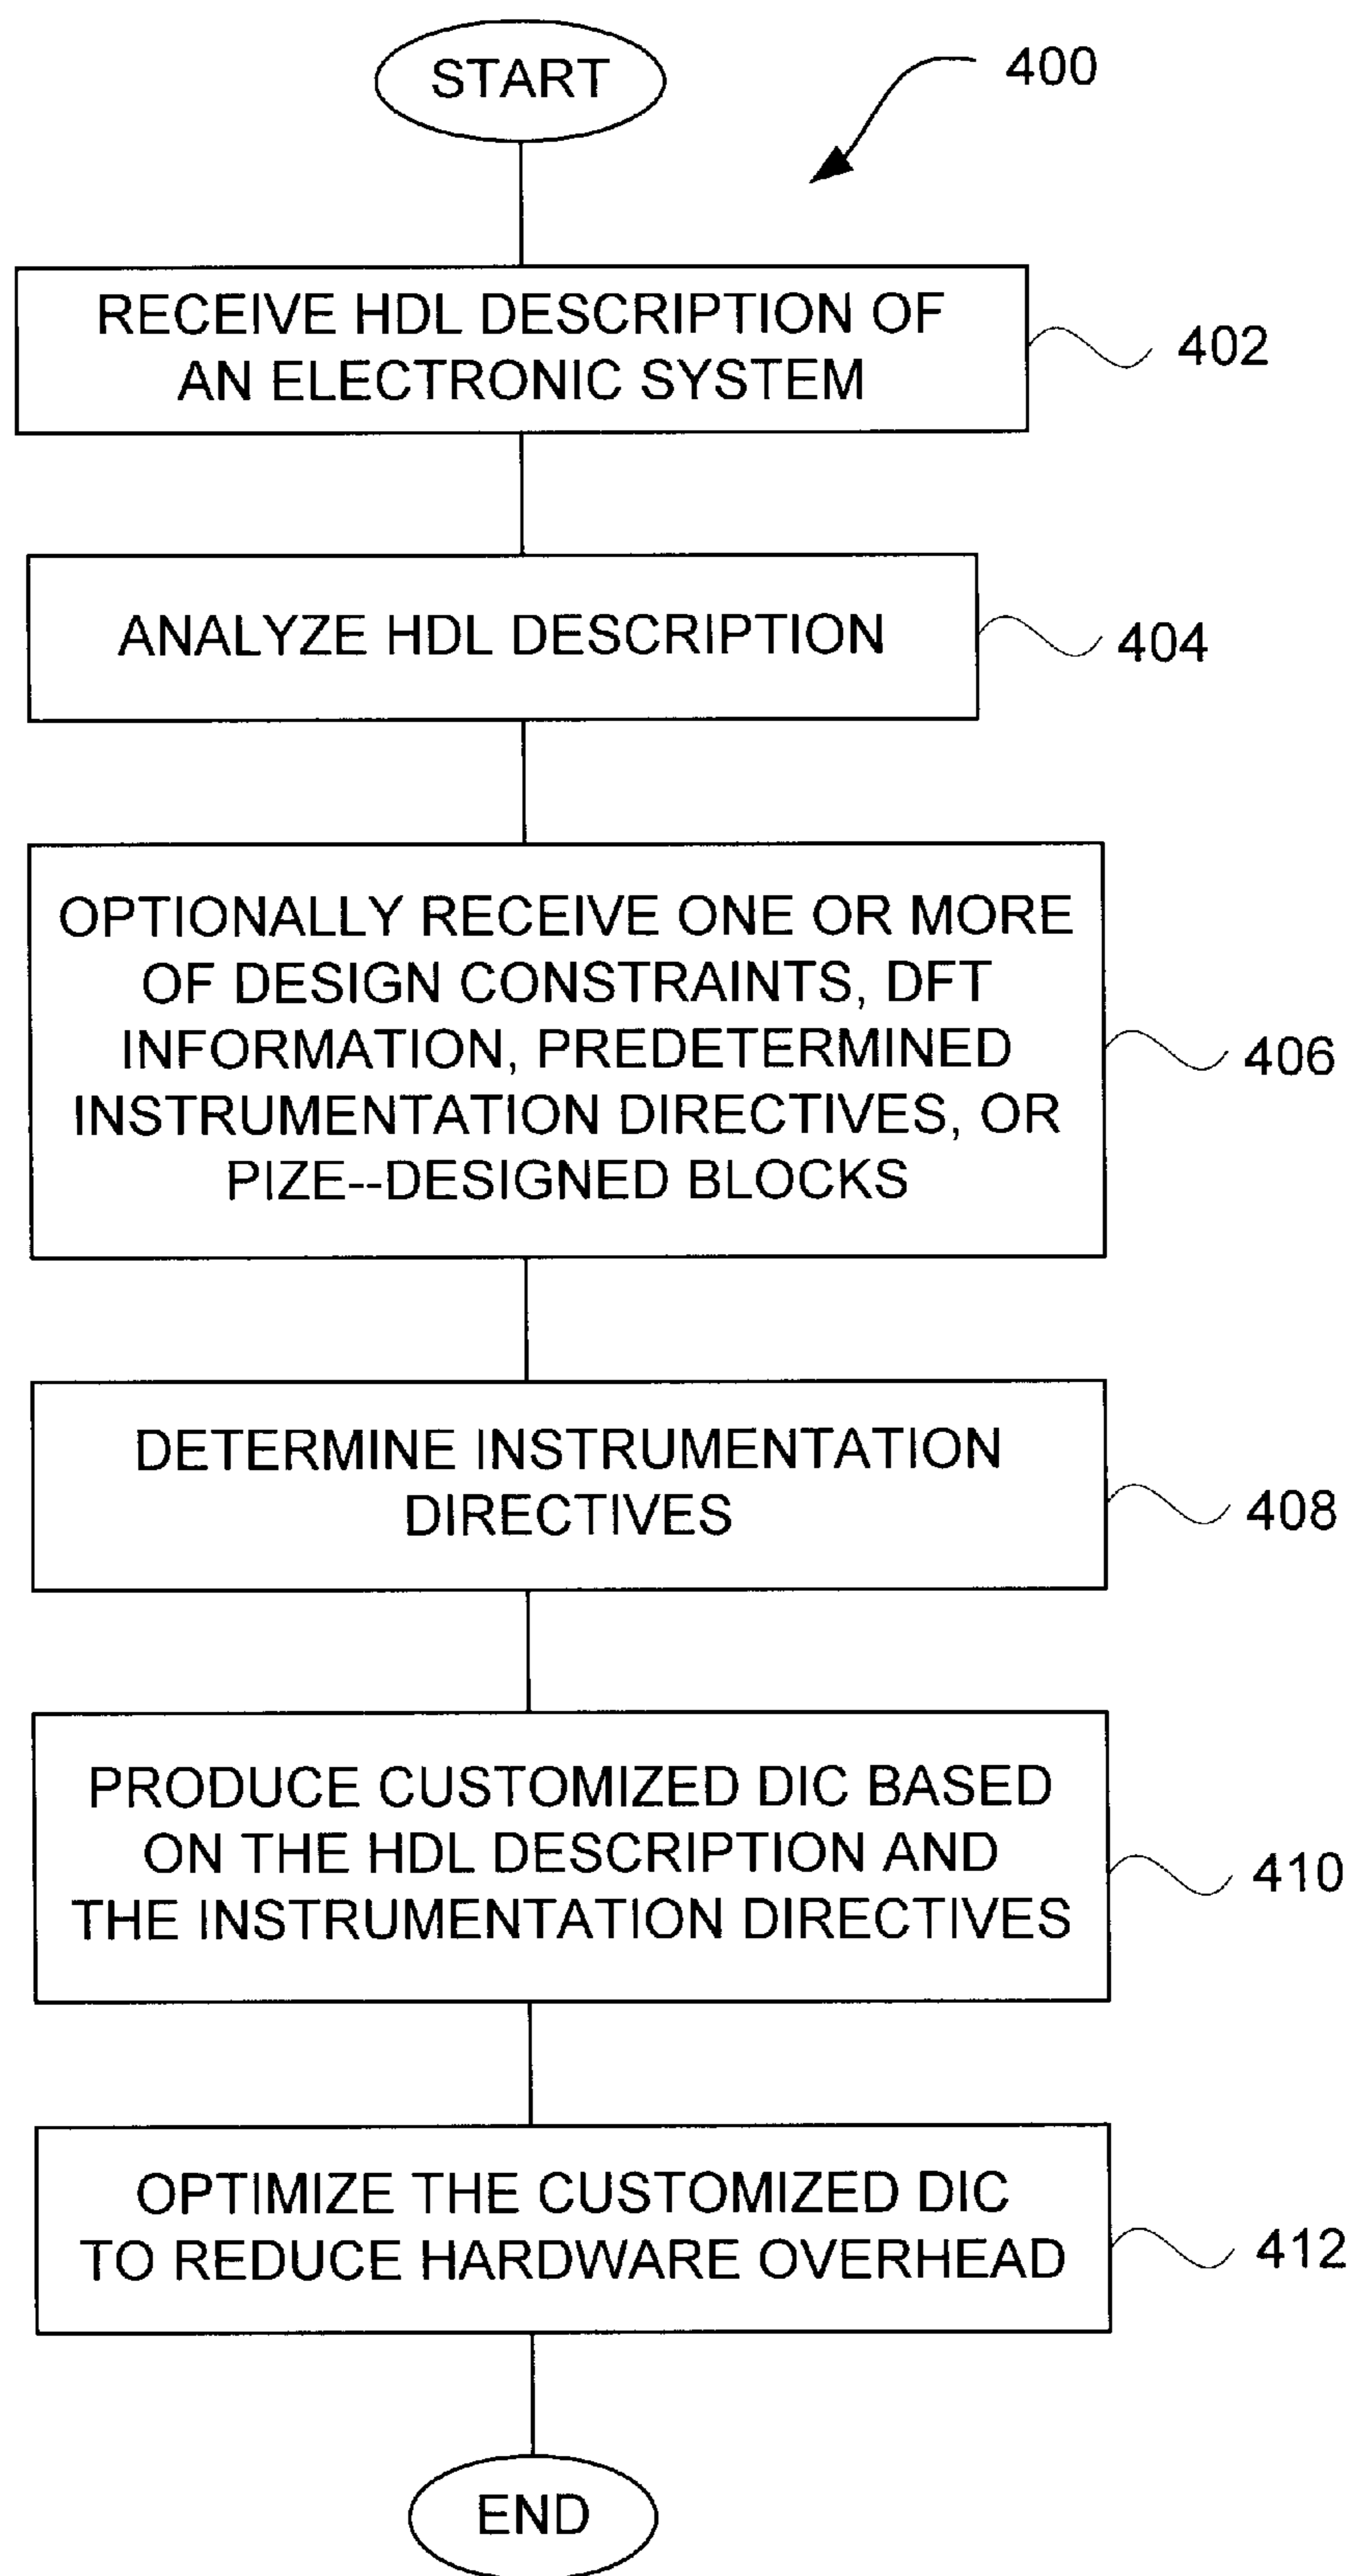 START
400
RECEIVE HDL DESCRIPTION OF
AN ELECTRONIC SYSTEM
402
ANALYZE HDL DESCRIPTION
404
OPTIONALLY RECEIVE ONE OR MORE
OF DESIGN CONSTRAINTS, DFT
INFORMATION, PREDETERMINED
INSTRUMENTATION DIRECTIVES, OR
PIZE--DESIGNED BLOCKS
406
DETERMINE INSTRUMENTATION
DIRECTIVES
408
PRODUCE CUSTOMIZED DIC BASED
ON THE HDL DESCRIPTION AND
THE INSTRUMENTATION DIRECTIVES
410
OPTIMIZE THE CUSTOMIZED DIC
TO REDUCE HARDWARE OVERHEAD
412
END